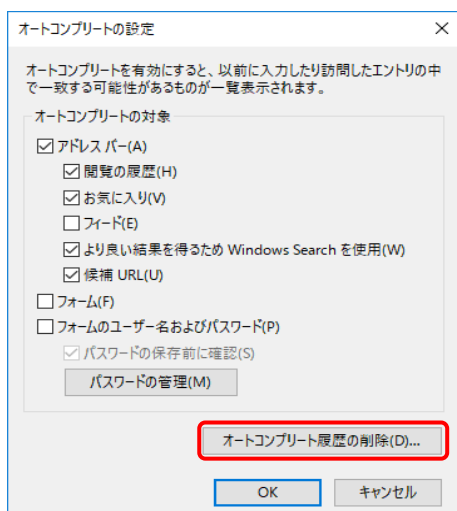 オートコンプリートの設定
オートコンプリートを有効にすると、以前に入力したり訪問したエントリの中
で一致する可能性があるものが一覧表示されます。
オートコンプリートの対象
アドレス バー(A)
閲覧の履歴(H)
お気に入り(V)
フィード(E)
より良い結果を得るため Windows Search を使用(W)
候補 URL(U)
フォーム(F)
フォームのユーザー名およびパスワード(P)
パスワードの保存前に確認(S)
パスワードの管理(M)
オートコンプリート履歴の削除(D)...
OK キャンセル